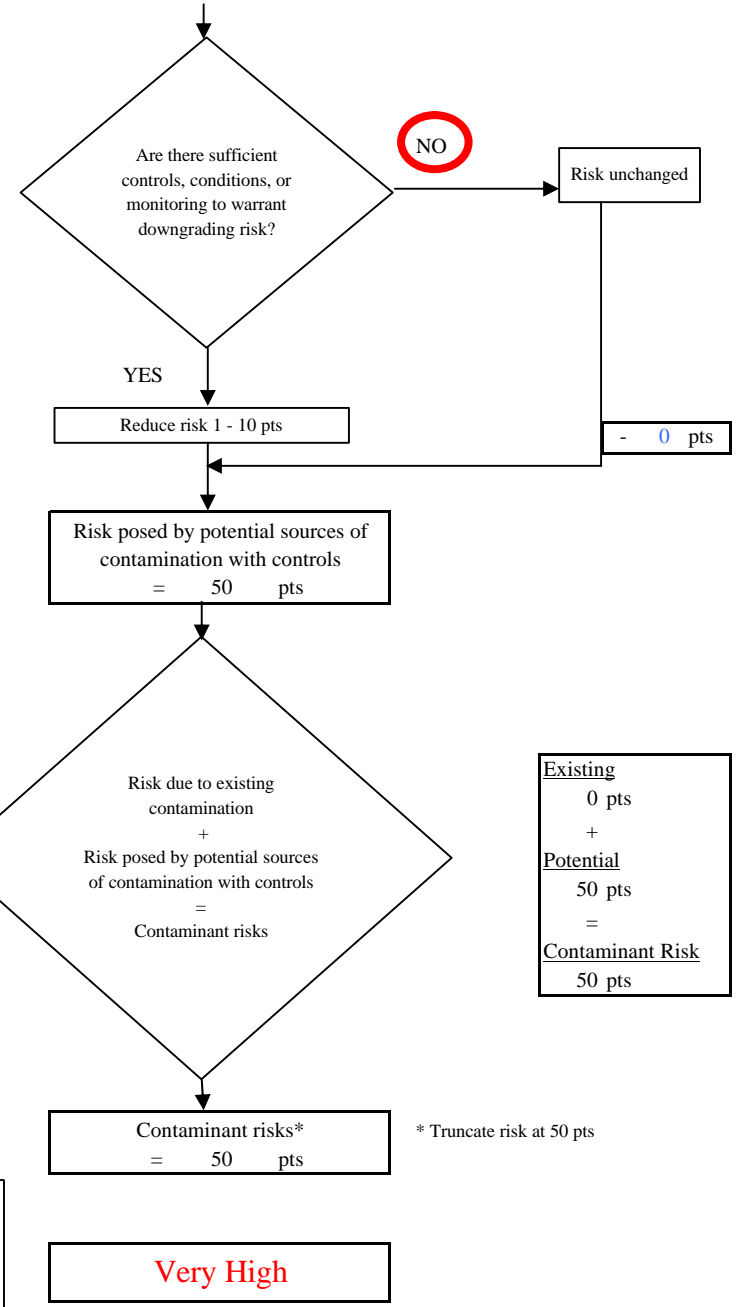 Are there sufficient
controls, conditions, or
monitoring to warrant
downgrading risk?
NO
Risk unchanged
YES
Reduce risk 1 - 10 pts
- 0 pts
Risk posed by potential sources of
contamination with controls
= 50 pts
Risk due to existing
contamination
+
Risk posed by potential sources
of contamination with controls
=
Contaminant risks
Existing
0 pts
+
Potential
50 pts
=
Contaminant Risk
50 pts
Contaminant risks*
= 50 pts
* Truncate risk at 50 pts
Very High